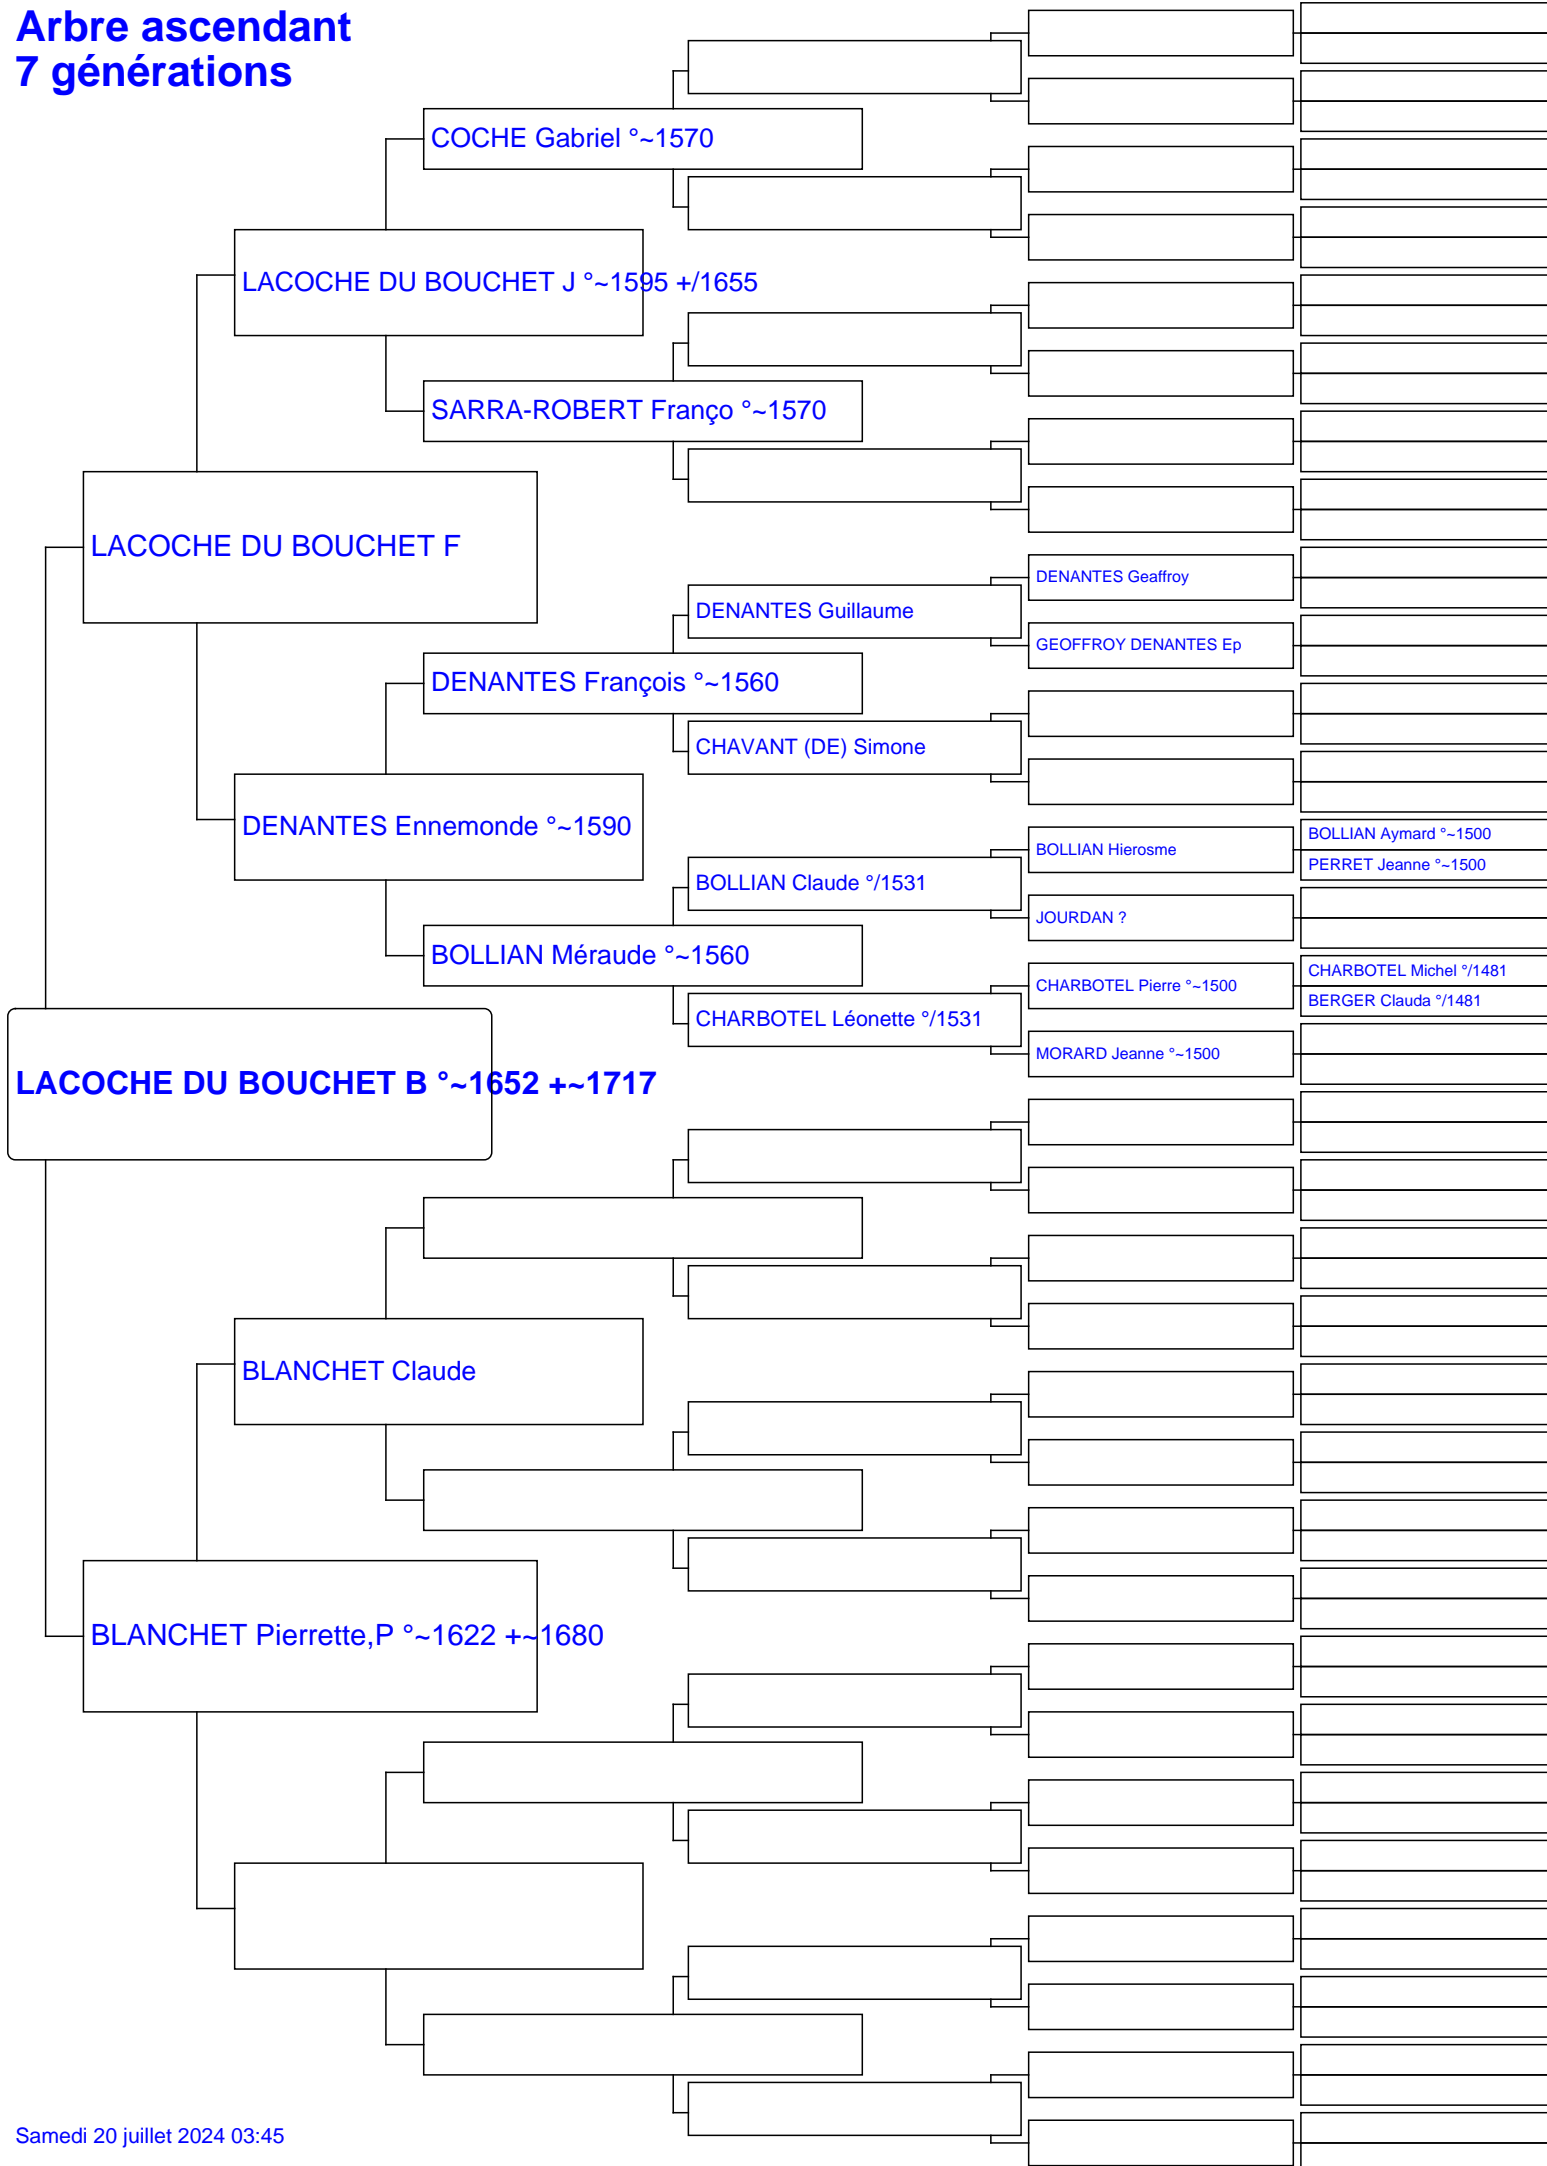 Arbre ascendant
7 générations
COCHE Gabriel °~1570
LACOCHE DU BOUCHET J °~1595 +/1655
SARRA-ROBERT Franço °~1570
LACOCHE DU BOUCHET F
DENANTES Geaffroy
DENANTES Guillaume
GEOFFROY DENANTES Ep
DENANTES François °~1560
CHAVANT (DE) Simone
DENANTES Ennemonde °~1590
BOLLIAN Aymard °~1500
BOLLIAN Hierosme
PERRET Jeanne °~1500
BOLLIAN Claude °/1531
JOURDAN ?
BOLLIAN Méraude °~1560
CHARBOTEL Michel °/1481
CHARBOTEL Pierre °~1500
BERGER Clauda °/1481
CHARBOTEL Léonette °/1531
MORARD Jeanne °~1500
LACOCHE DU BOUCHET B °~1652 +~1717
BLANCHET Claude
BLANCHET Pierrette,P °~1622 +~1680
Samedi 20 juillet 2024 03:45